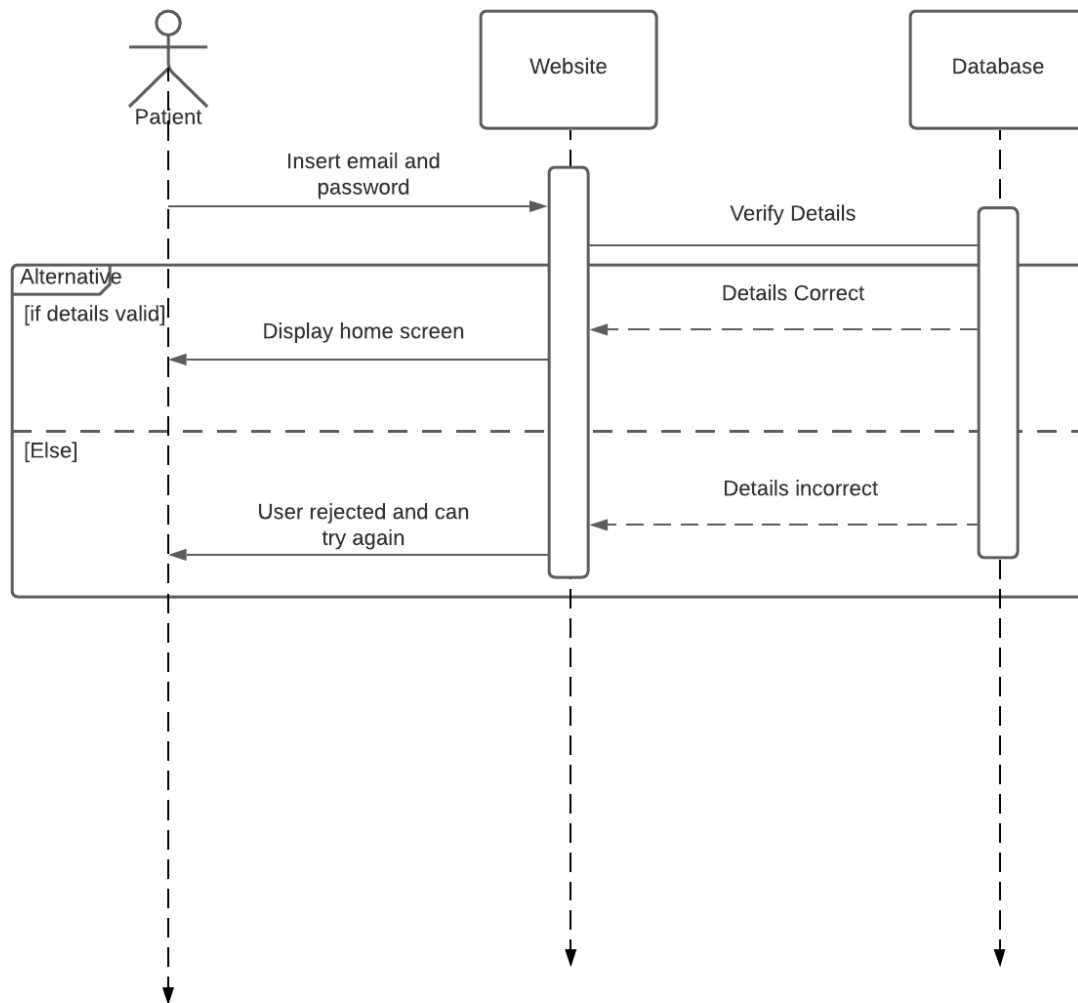 Patient
Website
Database
Insert email and
password
Verify Details
Alternative
[if details valid]
Details Correct
Display home screen
[Else]
Details incorrect
User rejected and can
try again